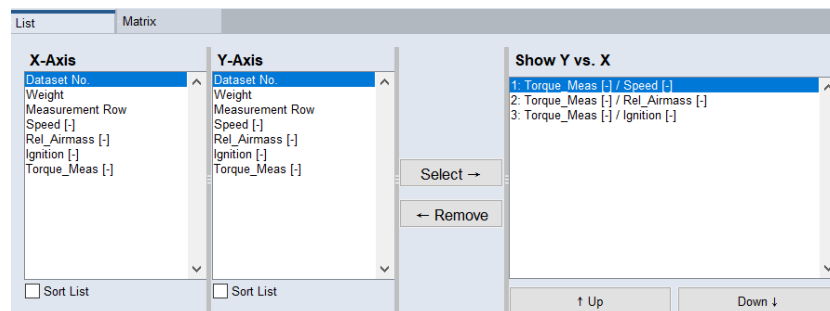 List
Matrix
X-Axis
Dataset No.
Weight
Measurement Row
Speed [-]
Rel_Airmass [-]
Ignition [-]
Torque_Meas [-]
Sort List
Y-Axis
Dataset No.
Weight
Measurement Row
Speed [-]
Rel_Airmass [-]
Ignition [-]
Torque_Meas [-]
Sort List
Select →
← Remove
Show Y vs. X
1: Torque_Meas [-] / Speed [-]
2: Torque_Meas [-] / Rel_Airmass [-]
3: Torque_Meas [-] / Ignition [-]
↑ Up
Down ↓